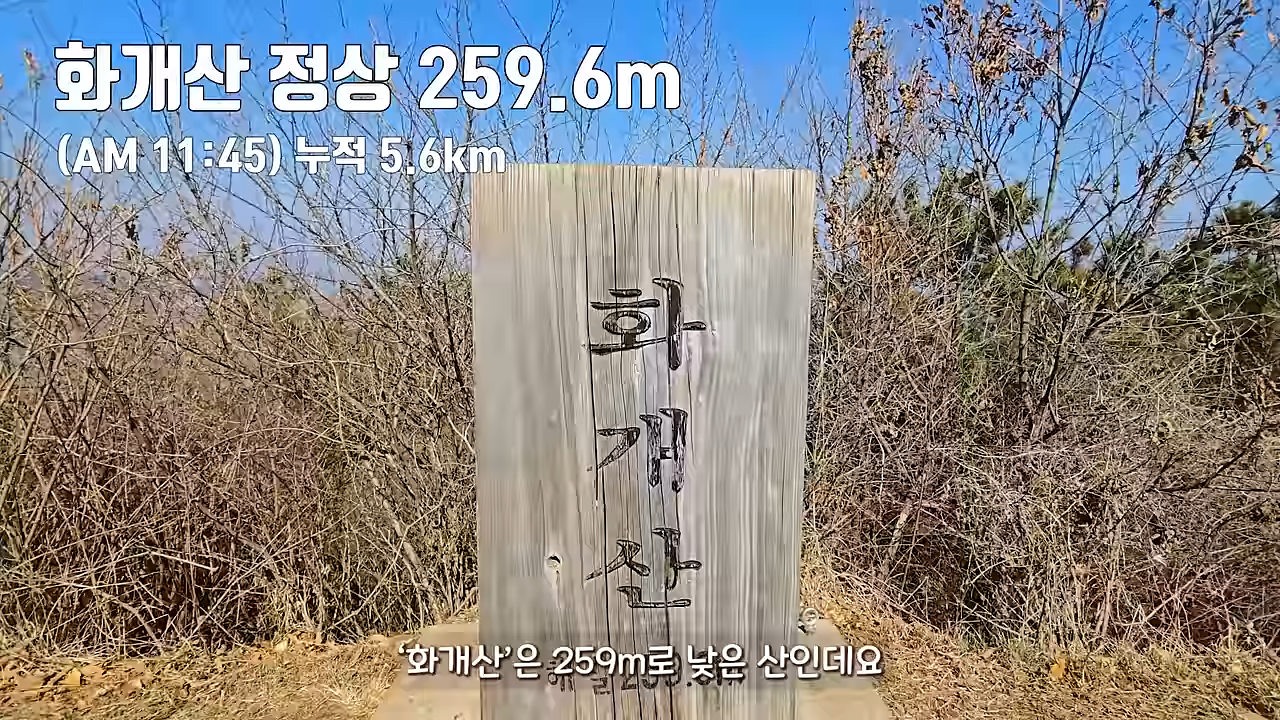 화개산 정상 259.6m
(AM 11:45) 누적 5.6km
화
개
산
‘화개산’은 259m로 낮은 산인데요